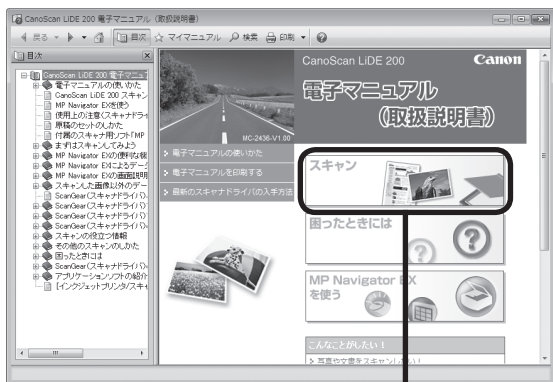 CanoScan LiDE 200 電子マニュアル (取扱説明書)
戻る 目次 マイマニュアル 検索 印刷
目次
CanoScan LiDE 200 電子マニュアル
電子マニュアルの使いかた
CanoScan LiDE 200 スキャン
MP Navigator EXを使う
使用上の注意(スキャナドライ
原稿のセットのしかた
付属のスキャナ用ソフト「MP
まずはスキャンしてみよう
MP Navigator EXの便利な機
MP Navigator EXによるデー
MP Navigator EXの画面説明
スキャンした画像以外のデー
ScanGear(スキャナドライバ)
ScanGear(スキャナドライバ)
ScanGear(スキャナドライバ)
スキャンの役立つ情報
その他のスキャンのしかた
困ったときには
ScanGear(スキャナドライバ)
アプリケーションソフトの紹介
[インクジェットプリンタ/スキャ
MC-2436-V1.00
電子マニュアルの使いかた
電子マニュアルを印刷する
最新のスキャナドライバの入手方法
CanoScan LiDE 200
Canon
電子マニュアル
(取扱説明書)
スキャン
困ったときには
MP Navigator EX
を使う
こんなことがしたい!
写真や文書をスキャンしたい!